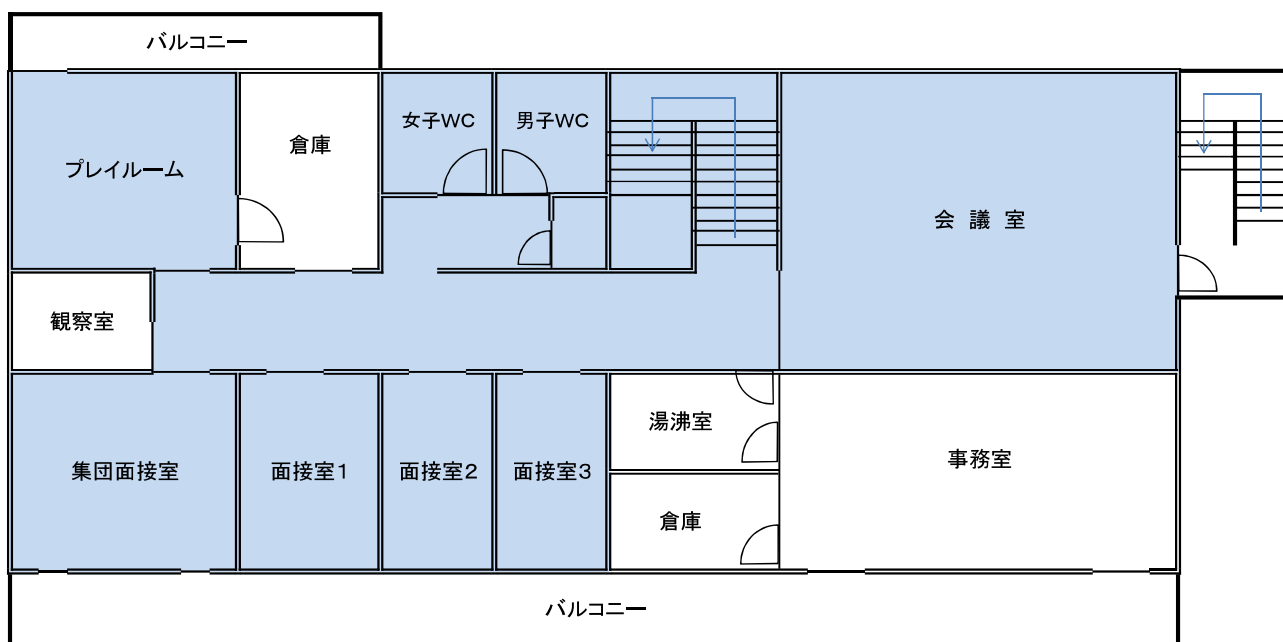 バルコニー
女子WC
男子WC
倉庫
プレイルーム
会 議 室
観察室
湯沸室
事務室
集団面接室
面接室1
面接室2
面接室3
倉庫
バルコニー